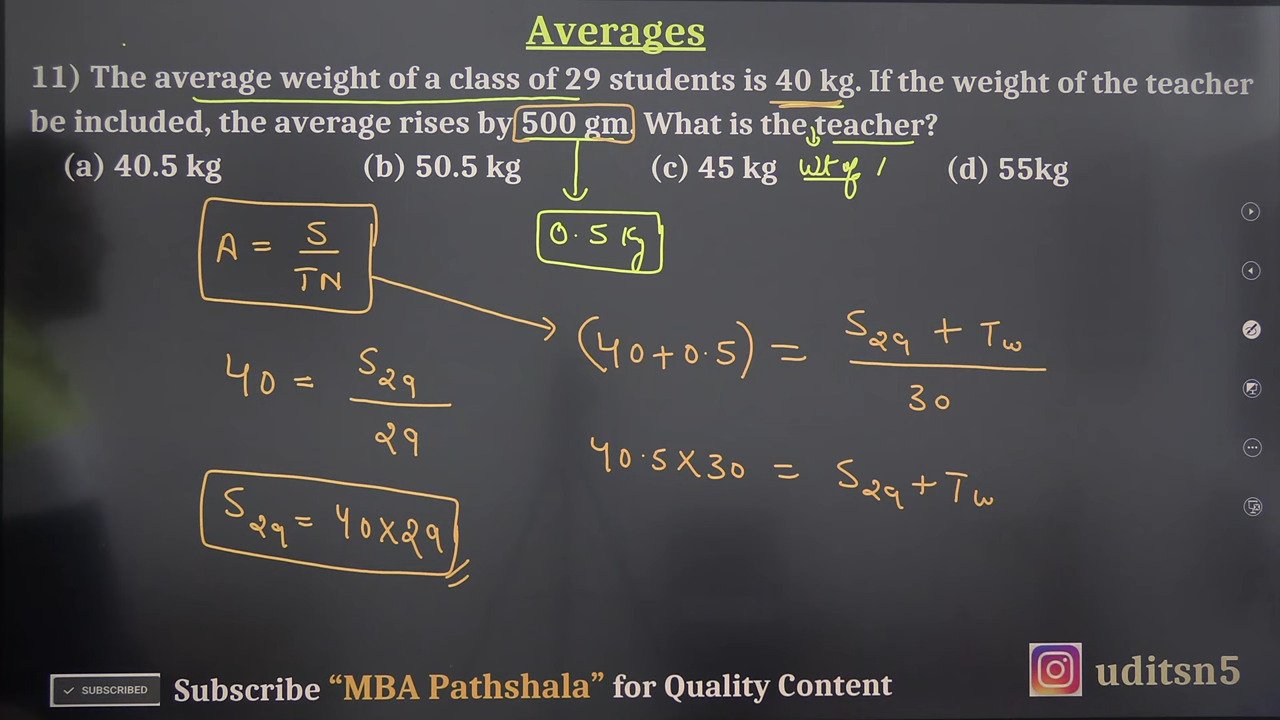 Averages
11) The average weight of a class of 29 students is 40 kg. If the weight of the teacher
be included, the average rises by 500 gm. What is the teacher?
(a) 40.5 kg (b) 50.5 kg (c) 45 kg wt of (d) 55kg
0.5 Kg
A = S / TN
(40+0.5) = S29 + Tw / 30
40 = S29 / 29
40.5 × 30 = S29 + Tw
S29 = 40×29
✓ SUBSCRIBED Subscribe “MBA Pathshala” for Quality Content
uditsn5